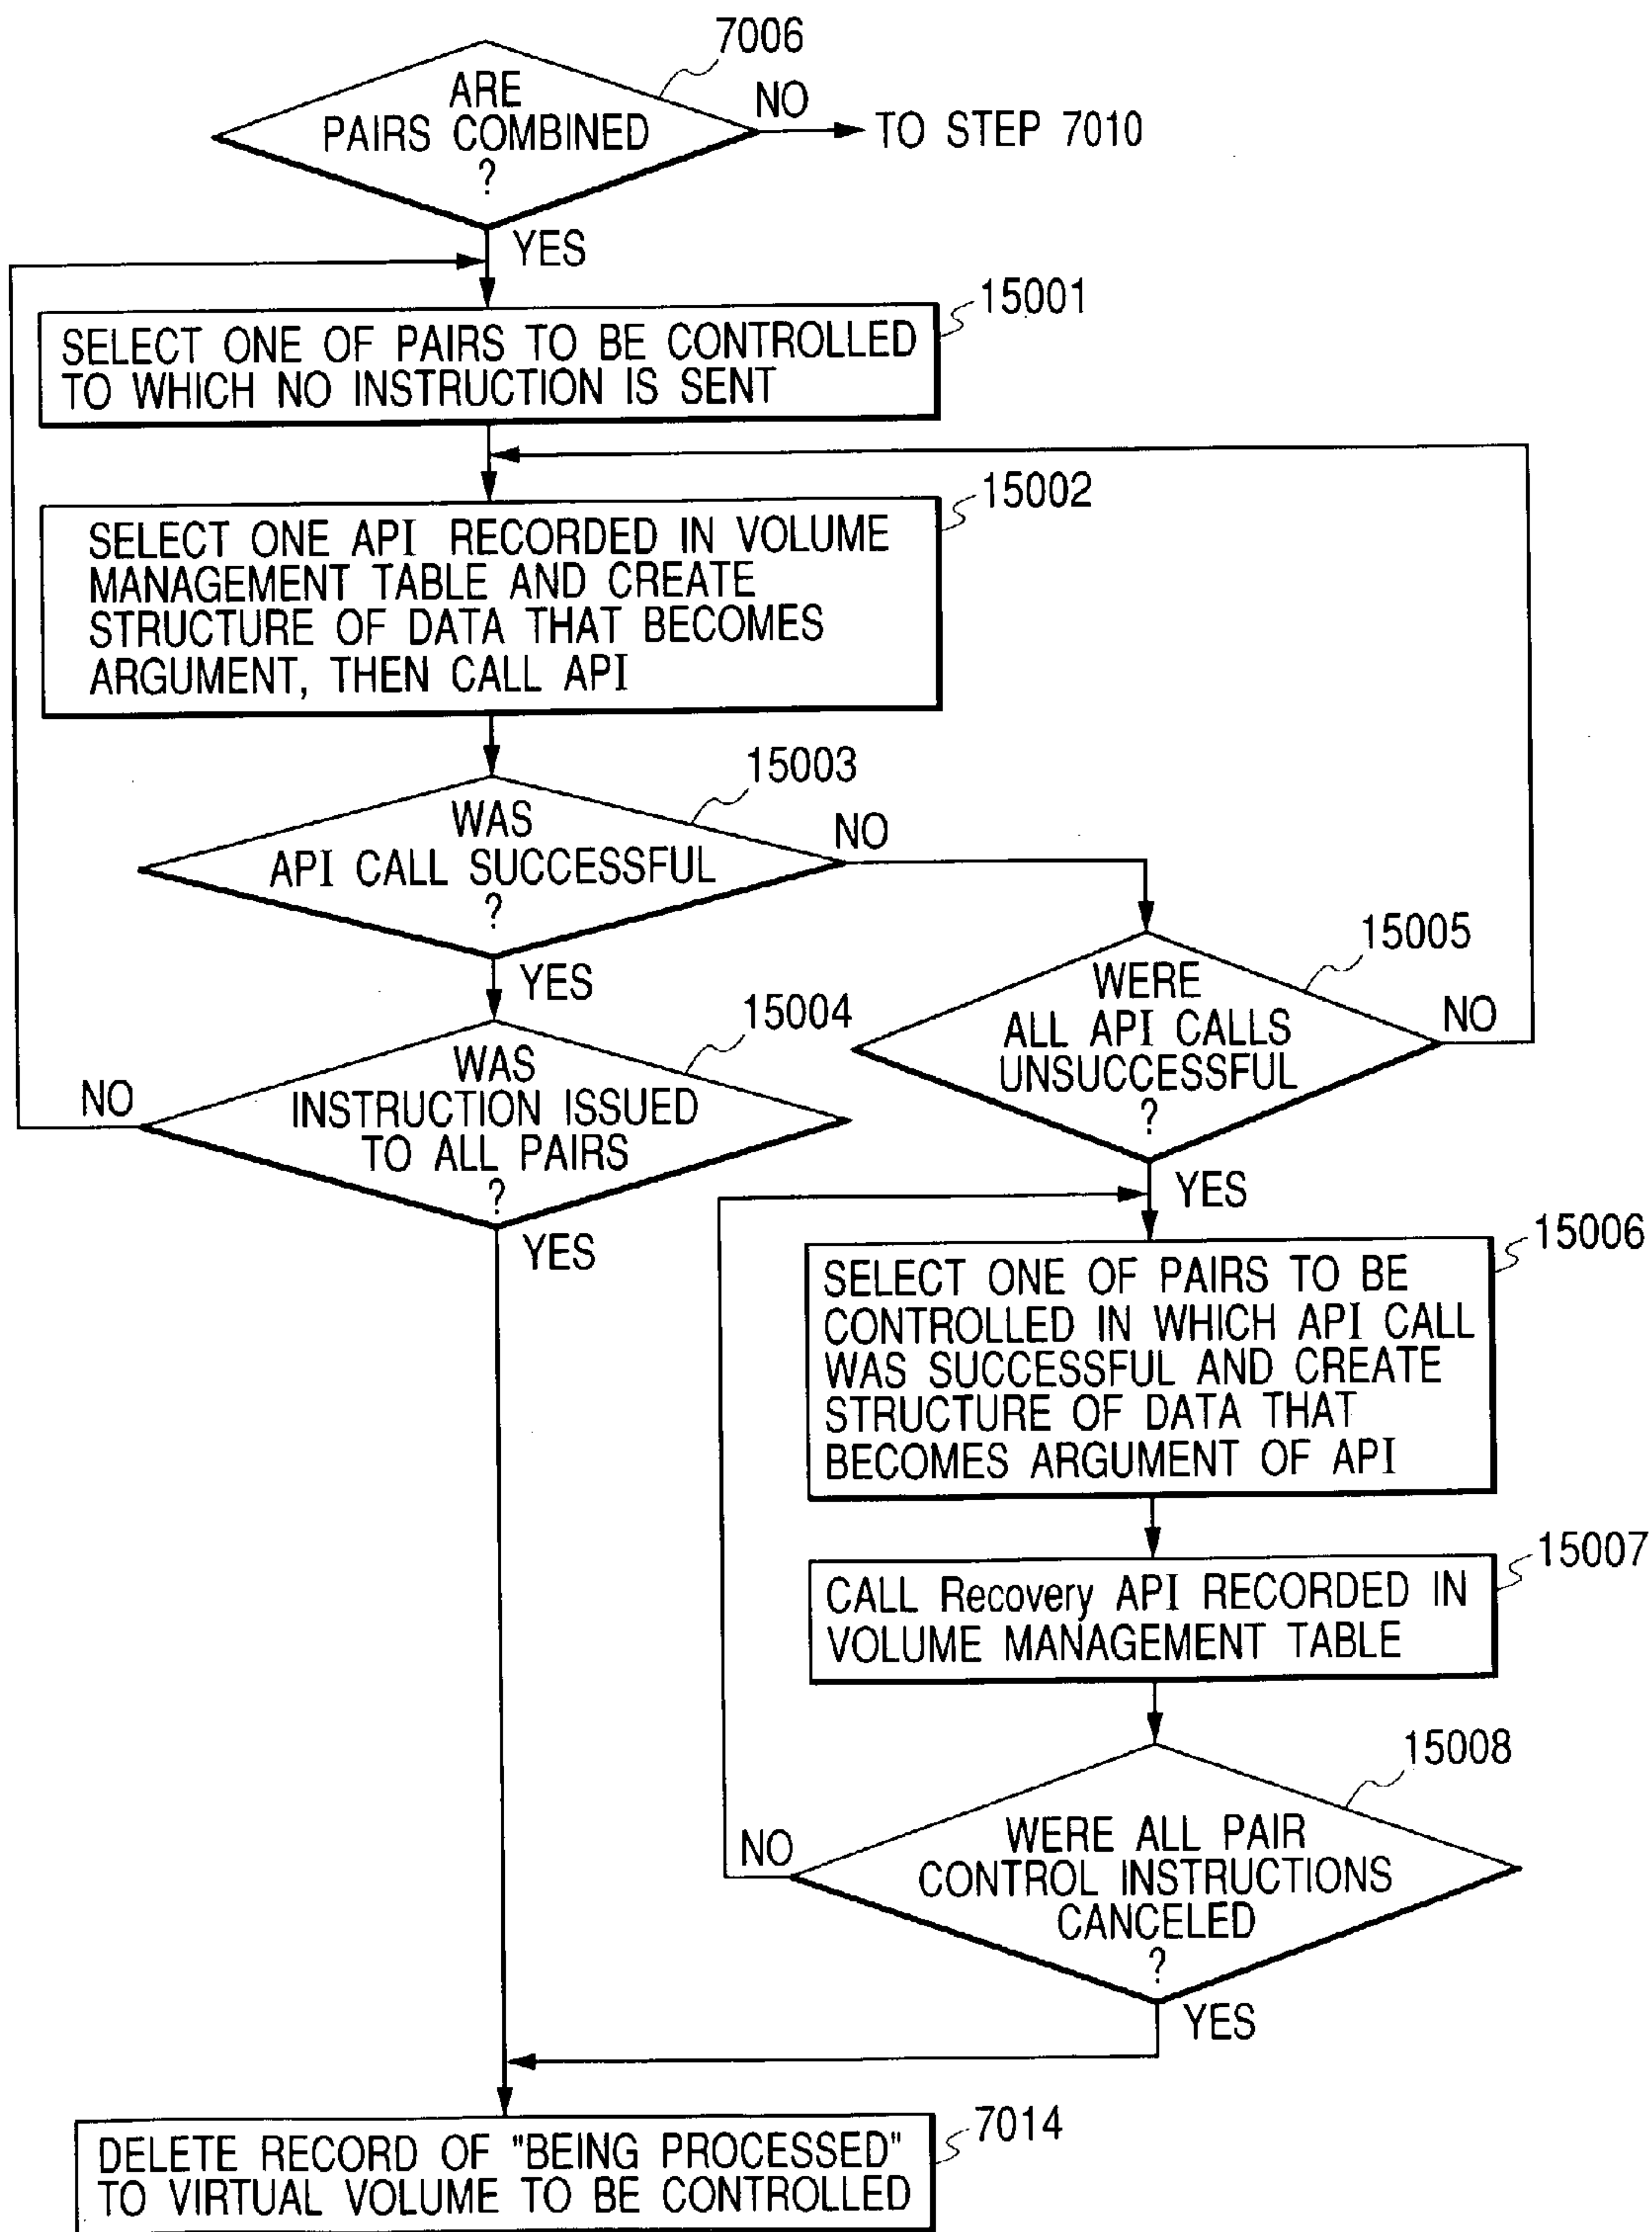 7006
ARE
PAIRS COMBINED
?
NO
TO STEP 7010
YES
15001
SELECT ONE OF PAIRS TO BE CONTROLLED
TO WHICH NO INSTRUCTION IS SENT
15002
SELECT ONE API RECORDED IN VOLUME
MANAGEMENT TABLE AND CREATE
STRUCTURE OF DATA THAT BECOMES
ARGUMENT, THEN CALL API
15003
WAS
API CALL SUCCESSFUL
?
NO
YES
15005
WERE
ALL API CALLS
UNSUCCESSFUL
?
NO
YES
15004
WAS
INSTRUCTION ISSUED
TO ALL PAIRS
?
NO
YES
15006
SELECT ONE OF PAIRS TO BE
CONTROLLED IN WHICH API CALL
WAS SUCCESSFUL AND CREATE
STRUCTURE OF DATA THAT
BECOMES ARGUMENT OF API
15007
CALL Recovery API RECORDED IN
VOLUME MANAGEMENT TABLE
15008
WERE ALL PAIR
CONTROL INSTRUCTIONS
CANCELED
?
NO
YES
7014
DELETE RECORD OF "BEING PROCESSED"
TO VIRTUAL VOLUME TO BE CONTROLLED